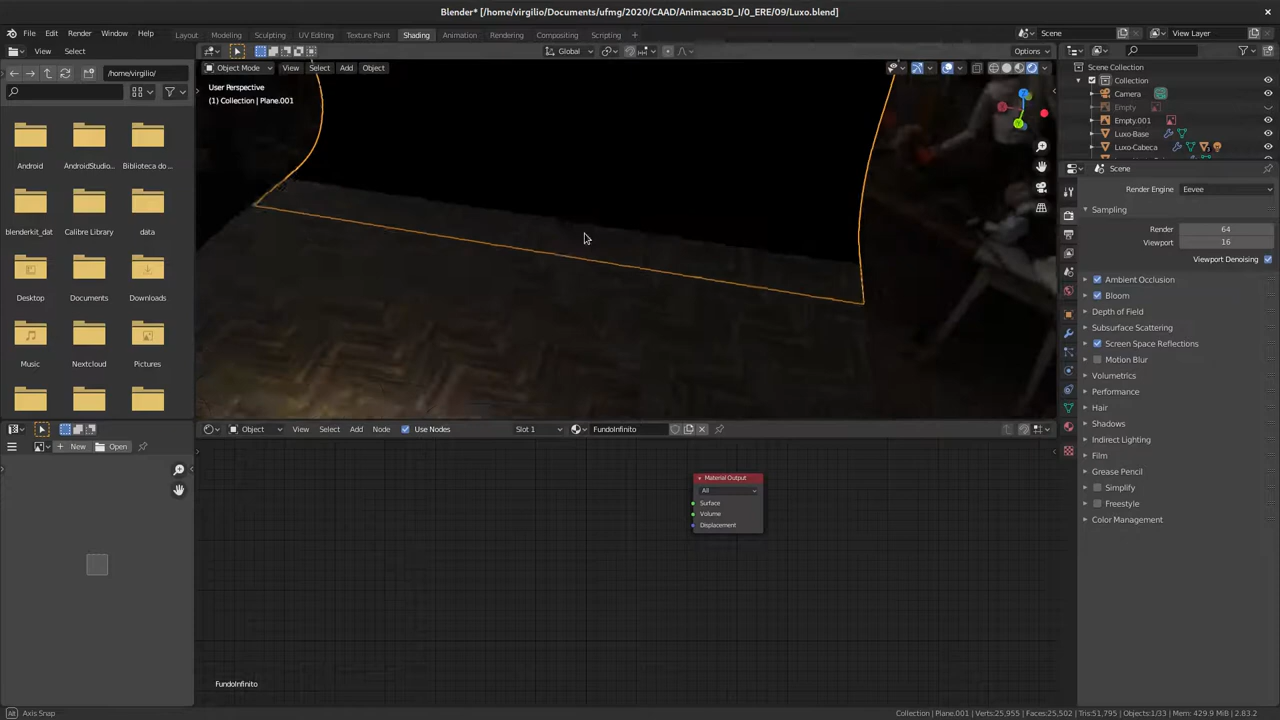 Blender* [/home/virgilio/Documents/ufmg/2020/CAAD/Animacao3D_I/0_ERE/09/Luxo.blend]
File Edit Render Window Help Layout Modeling Sculpting UV Editing Texture Paint Shading Animation Rendering Compositing Scripting + Scene View Layer
View Select Global Options
/home/virgilio/ Object Mode View Select Add Object Scene Collection
Collection
User Perspective Camera
(1) Collection | Plane.001 Empty
Empty.001
Luxo-Base
Luxo-Cabeca
Android AndroidStudio... Biblioteca do ... Scene
Render Engine Eevee
Sampling
blenderkit_dat Calibre Library data
Render 64
Viewport 16
Viewport Denoising
Ambient Occlusion
Desktop Documents Downloads Bloom
Depth of Field
Subsurface Scattering
Screen Space Reflections
Music Nextcloud Pictures Motion Blur
Volumetrics
Performance
Hair
Shadows
Object View Select Add Node Use Nodes Slot 1 FundoInfinito
Indirect Lighting
New Open
Film
Grease Pencil
Simplify
Freestyle
Color Management
Material Output
All
Surface
Volume
Displacement
FundoInfinito
Axis Snap Collection | Plane.001 | Verts:25,955 | Faces:25,502 | Tris:51,795 | Objects:1/33 | Mem: 429.9 MiB | 2.83.2